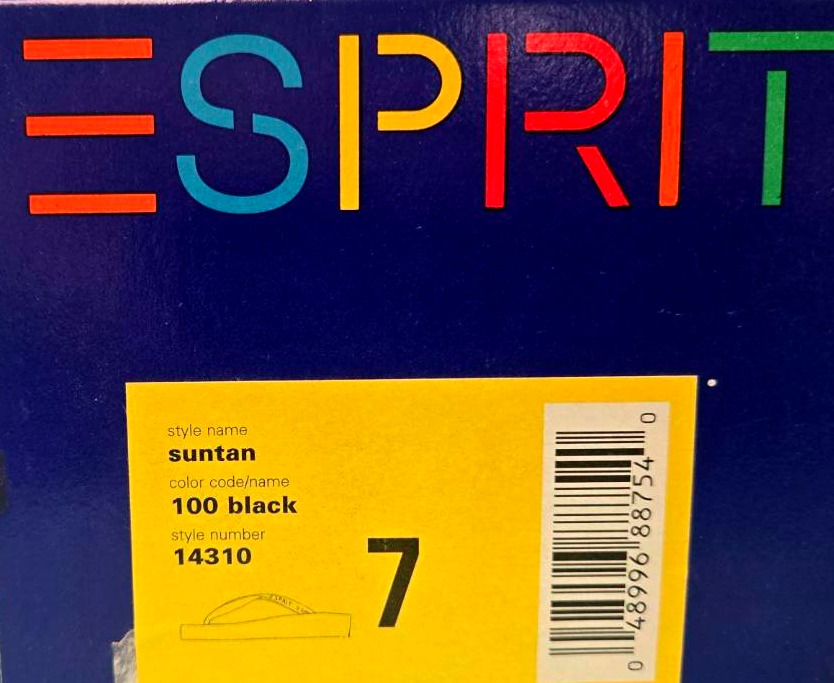 ESPRIT
style name
suntan
color code/name
100 black
style number
14310
7
0 48996 88754 0